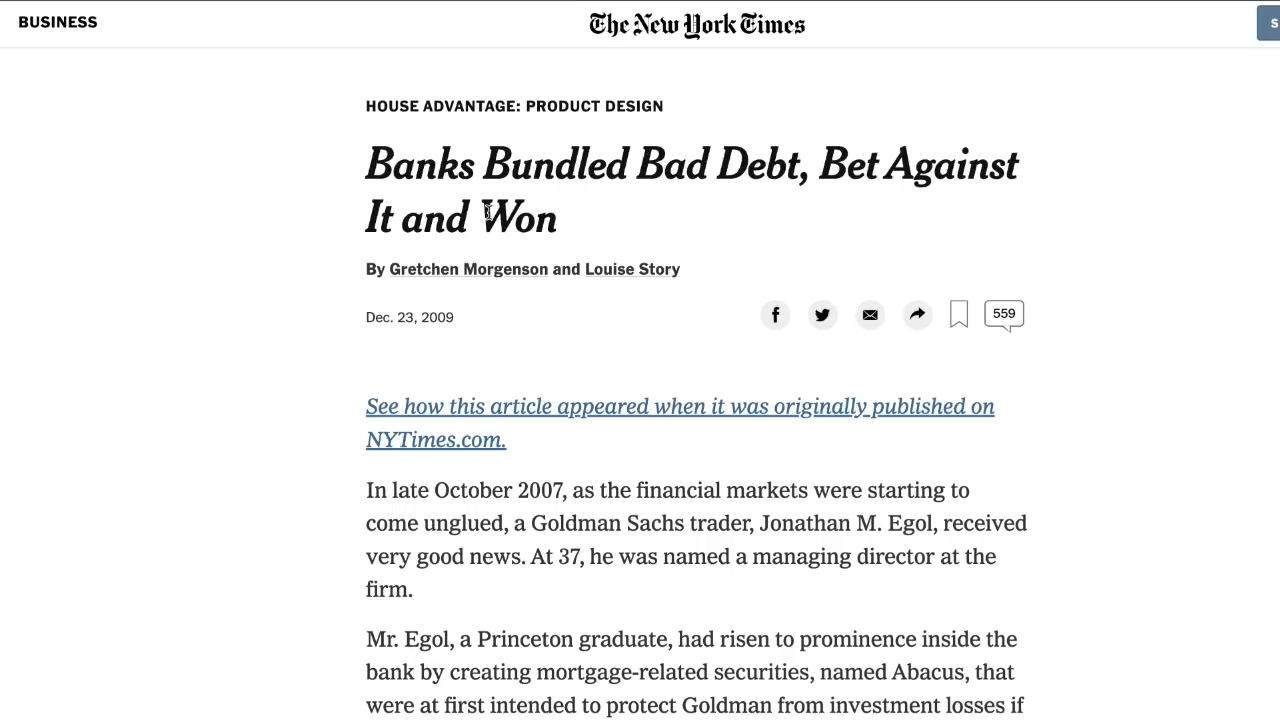 BUSINESS
The New York Times
S
HOUSE ADVANTAGE: PRODUCT DESIGN
Banks Bundled Bad Debt, Bet Against
It and Won
By Gretchen Morgenson and Louise Story
Dec. 23, 2009
559
See how this article appeared when it was originally published on
NYTimes.com.
In late October 2007, as the financial markets were starting to
come unglued, a Goldman Sachs trader, Jonathan M. Egol, received
very good news. At 37, he was named a managing director at the
firm.
Mr. Egol, a Princeton graduate, had risen to prominence inside the
bank by creating mortgage-related securities, named Abacus, that
were at first intended to protect Goldman from investment losses if